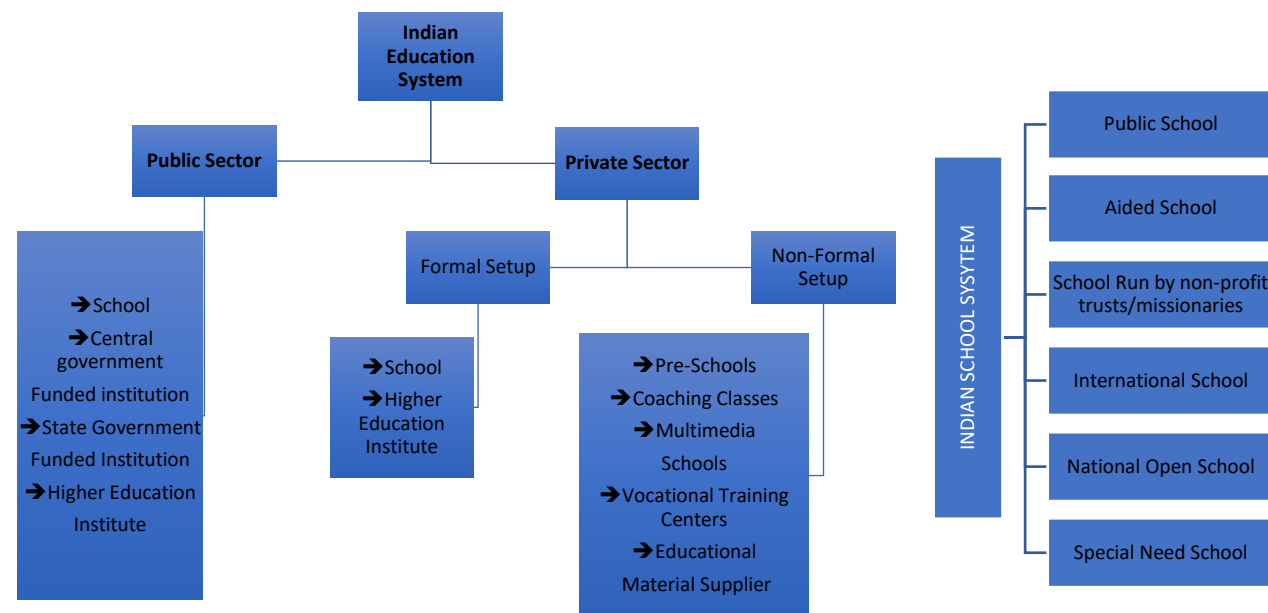 Indian
Education
System
Public Sector
Private Sector
➔School
➔Central
government
Funded institution
➔State Government
Funded Institution
➔Higher Education
Institute
Formal Setup
Non-Formal
Setup
➔School
➔Higher
Education
Institute
➔Pre-Schools
➔Coaching Classes
➔Multimedia
Schools
➔Vocational Training
Centers
➔Educational
Material Supplier
INDIAN SCHOOL SYSYTEM
Public School
Aided School
School Run by non-profit
trusts/missionaries
International School
National Open School
Special Need School